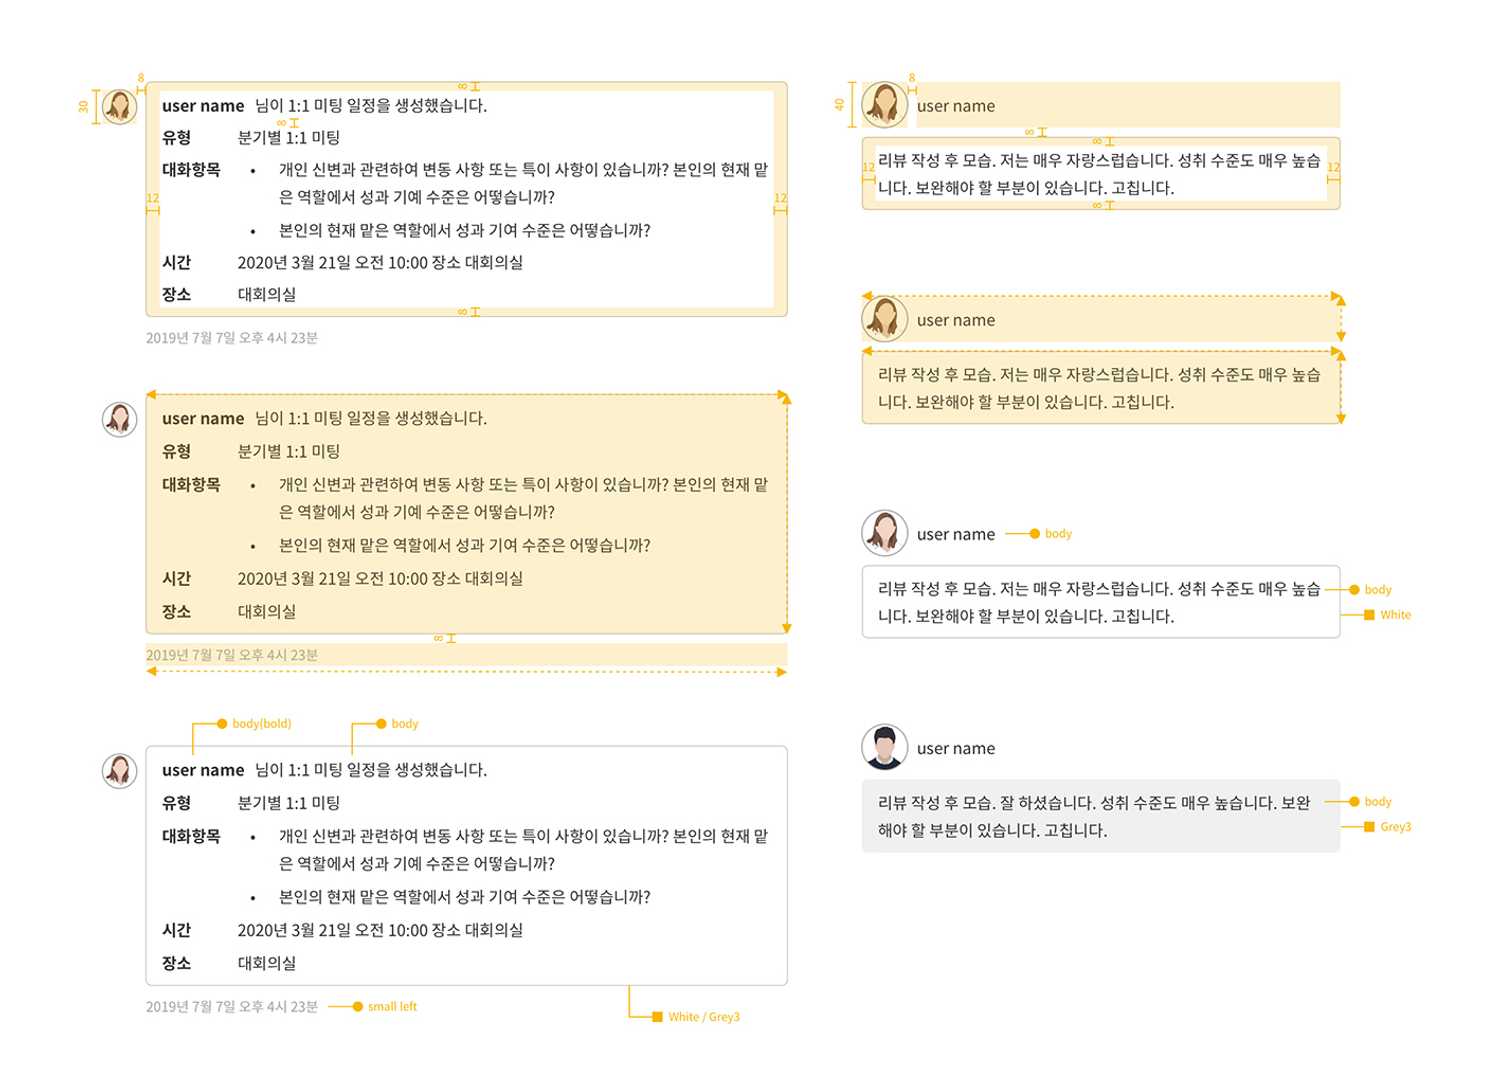 8
30
8
user name 님이 1:1 미팅 일정을 생성했습니다.
8
유형 분기별 1:1 미팅
대화항목 • 개인 신변과 관련하여 변동 사항 또는 특이 사항이 있습니까? 본인의 현재 맡
은 역할에서 성과 기예 수준은 어떻습니까?
12
12
• 본인의 현재 맡은 역할에서 성과 기여 수준은 어떻습니까?
시간 2020년 3월 21일 오전 10:00 장소 대회의실
장소 대회의실
8
2019년 7월 7일 오후 4시 23분
user name 님이 1:1 미팅 일정을 생성했습니다.
유형 분기별 1:1 미팅
대화항목 • 개인 신변과 관련하여 변동 사항 또는 특이 사항이 있습니까? 본인의 현재 맡
은 역할에서 성과 기예 수준은 어떻습니까?
• 본인의 현재 맡은 역할에서 성과 기여 수준은 어떻습니까?
시간 2020년 3월 21일 오전 10:00 장소 대회의실
장소 대회의실
8
2019년 7월 7일 오후 4시 23분
body(bold)
body
user name 님이 1:1 미팅 일정을 생성했습니다.
유형 분기별 1:1 미팅
대화항목 • 개인 신변과 관련하여 변동 사항 또는 특이 사항이 있습니까? 본인의 현재 맡
은 역할에서 성과 기예 수준은 어떻습니까?
• 본인의 현재 맡은 역할에서 성과 기여 수준은 어떻습니까?
시간 2020년 3월 21일 오전 10:00 장소 대회의실
장소 대회의실
2019년 7월 7일 오후 4시 23분
small left
White / Grey3
8
40
user name
8
8
리뷰 작성 후 모습. 저는 매우 자랑스럽습니다. 성취 수준도 매우 높습
12
12
니다. 보완해야 할 부분이 있습니다. 고칩니다.
8
user name
리뷰 작성 후 모습. 저는 매우 자랑스럽습니다. 성취 수준도 매우 높습
니다. 보완해야 할 부분이 있습니다. 고칩니다.
user name
body
리뷰 작성 후 모습. 저는 매우 자랑스럽습니다. 성취 수준도 매우 높습
body
니다. 보완해야 할 부분이 있습니다. 고칩니다.
White
user name
리뷰 작성 후 모습. 잘 하셨습니다. 성취 수준도 매우 높습니다. 보완
body
해야 할 부분이 있습니다. 고칩니다.
Grey3